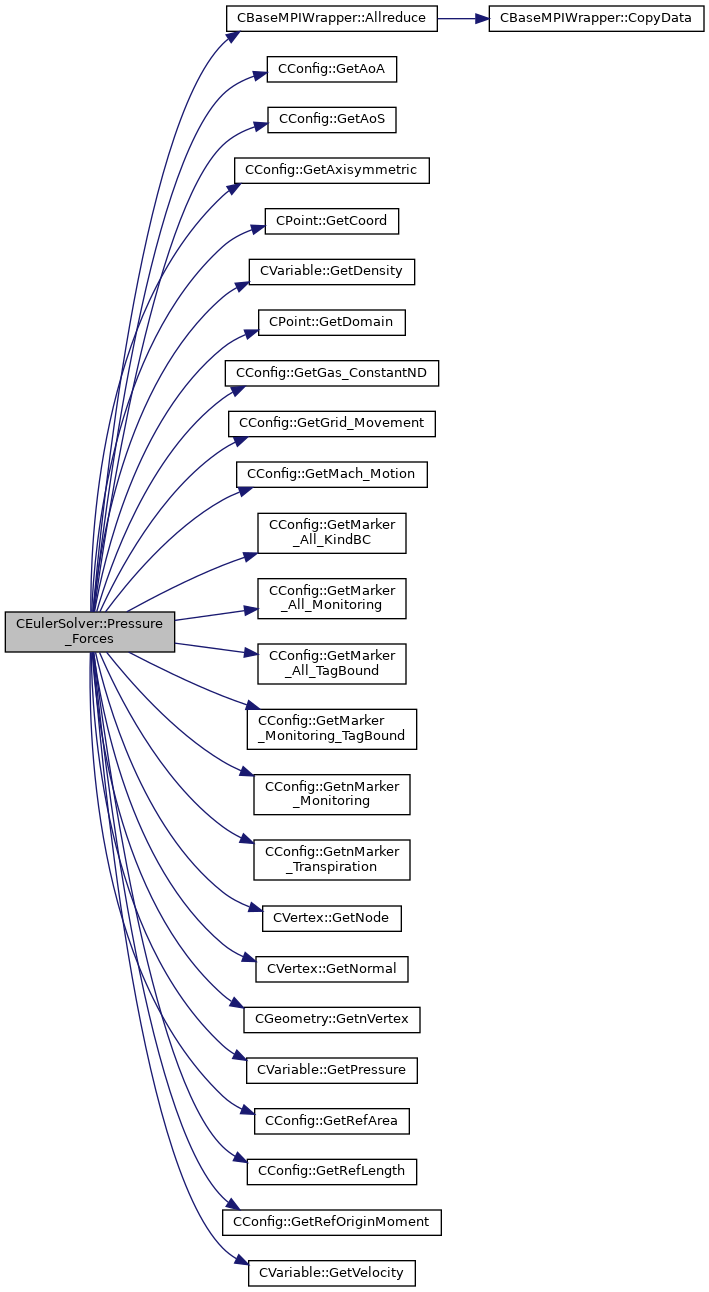 CBaseMPIWrapper::Allreduce
CBaseMPIWrapper::CopyData
CConfig::GetAoA
CConfig::GetAoS
CConfig::GetAxisymmetric
CPoint::GetCoord
CVariable::GetDensity
CPoint::GetDomain
CConfig::GetGas_ConstantND
CConfig::GetGrid_Movement
CConfig::GetMach_Motion
CConfig::GetMarker
_All_KindBC
CConfig::GetMarker
_All_Monitoring
CEulerSolver::Pressure
_Forces
CConfig::GetMarker
_All_TagBound
CConfig::GetMarker
_Monitoring_TagBound
CConfig::GetnMarker
_Monitoring
CConfig::GetnMarker
_Transpiration
CVertex::GetNode
CVertex::GetNormal
CGeometry::GetnVertex
CVariable::GetPressure
CConfig::GetRefArea
CConfig::GetRefLength
CConfig::GetRefOriginMoment
CVariable::GetVelocity